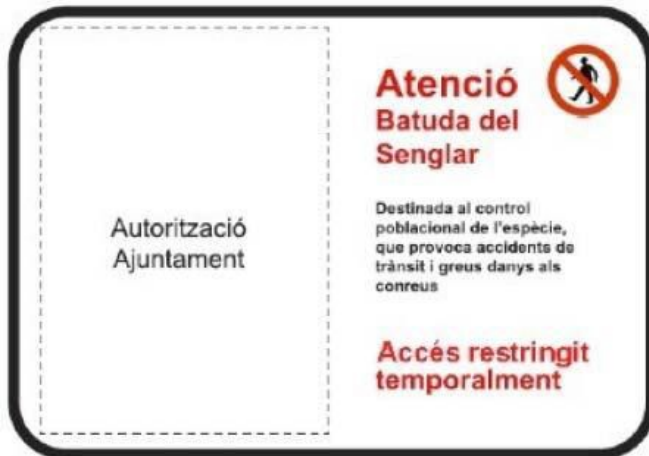 Autorització
Ajuntament
Atenció
Batuda del
Senglar
Destinada al control
poblacional de l'espècie,
que provoca accidents de
trànsit i greus danys als
conreus
Accés restringit
temporalment